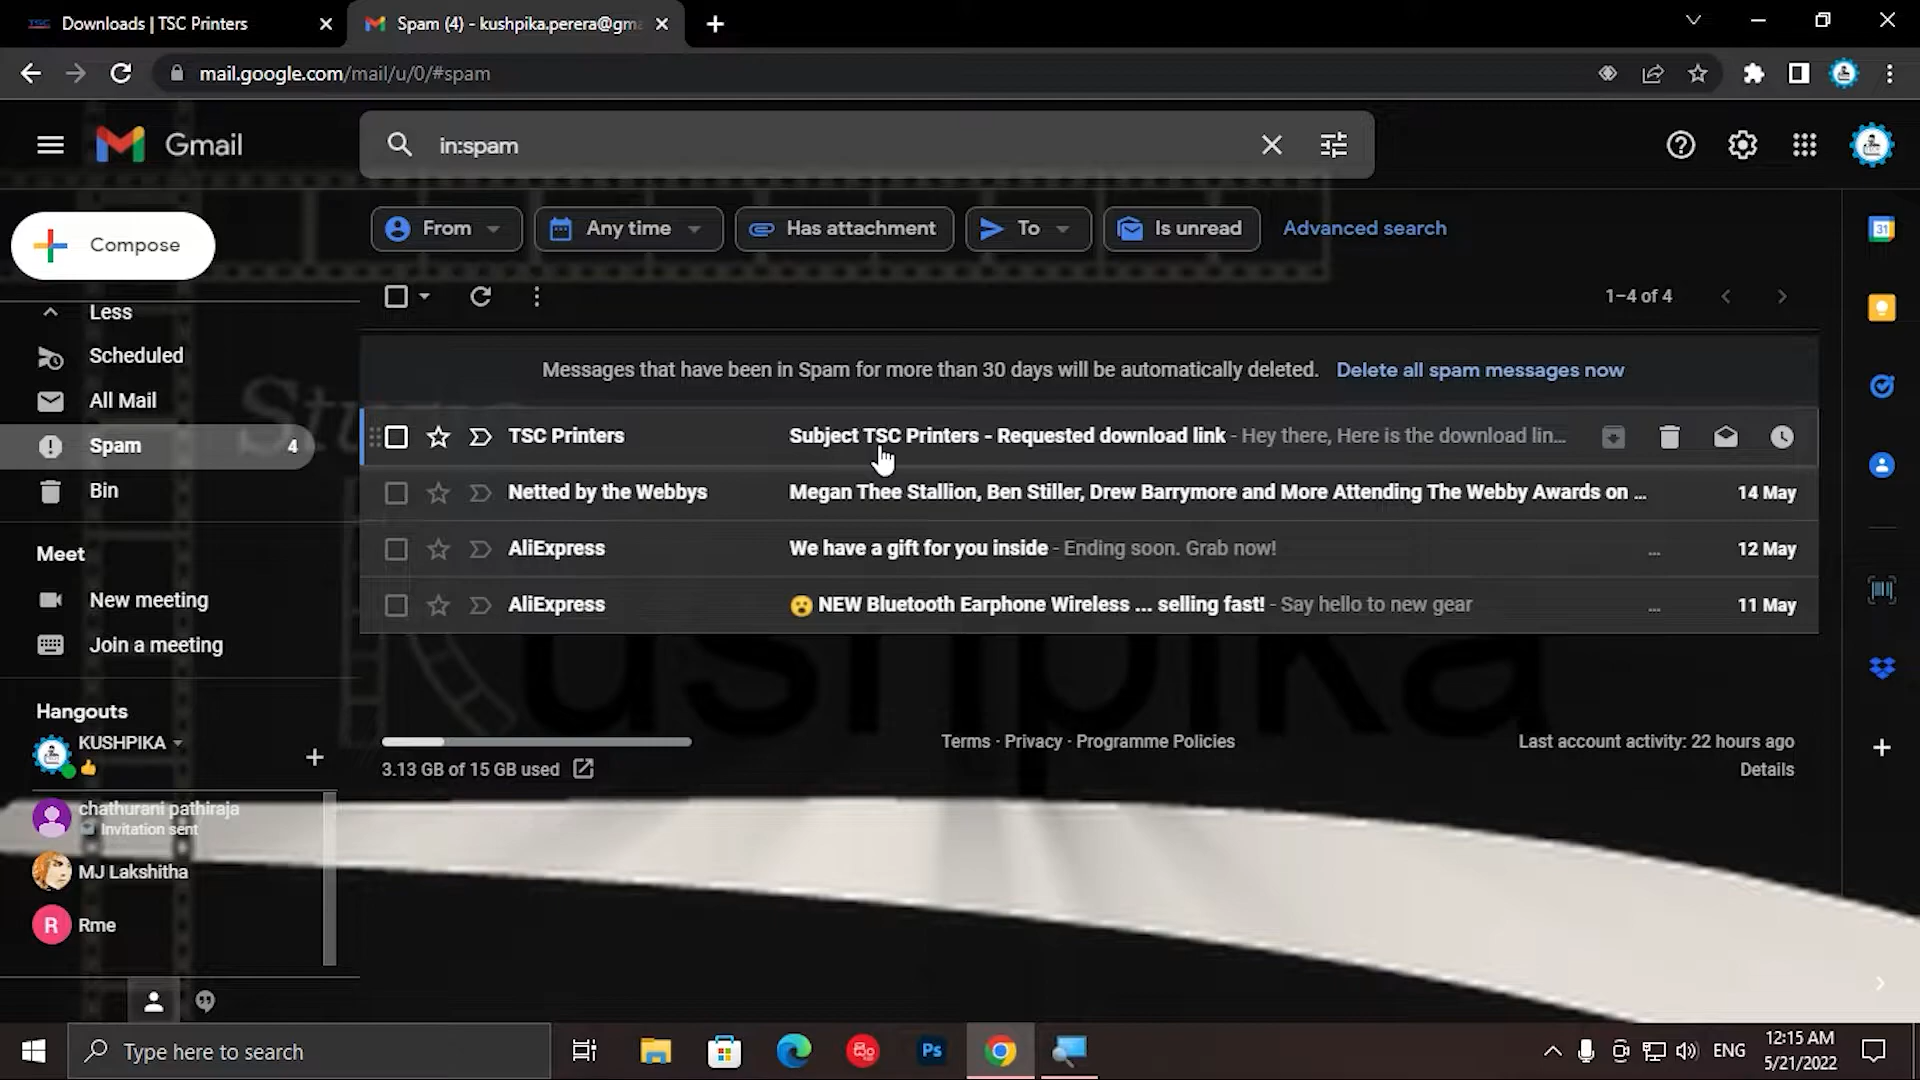 Downloads | TSC Printers
Spam (4) - kushpika.perera@gm
mail.google.com/mail/u/0/#spam
Gmail
in:spam
From
Any time
Has attachment
To
Is unread
Advanced search
Compose
1–4 of 4
Less
Scheduled
All Mail
Spam 4
Bin
Messages that have been in Spam for more than 30 days will be automatically deleted. Delete all spam messages now
TSC Printers Subject TSC Printers - Requested download link - Hey there, Here is the download lin...
Netted by the Webbys Megan Thee Stallion, Ben Stiller, Drew Barrymore and More Attending The Webby Awards on ... 14 May
AliExpress We have a gift for you inside - Ending soon. Grab now! ... 12 May
AliExpress 😮 NEW Bluetooth Earphone Wireless ... selling fast! - Say hello to new gear ... 11 May
Meet
New meeting
Join a meeting
Hangouts
KUSHPIKA
chathurani pathiraja
Invitation sent
MJ Lakshitha
R Rme
3.13 GB of 15 GB used
Terms · Privacy · Programme Policies
Last account activity: 22 hours ago
Details
31
Type here to search
Ps
ENG
12:15 AM
5/21/2022